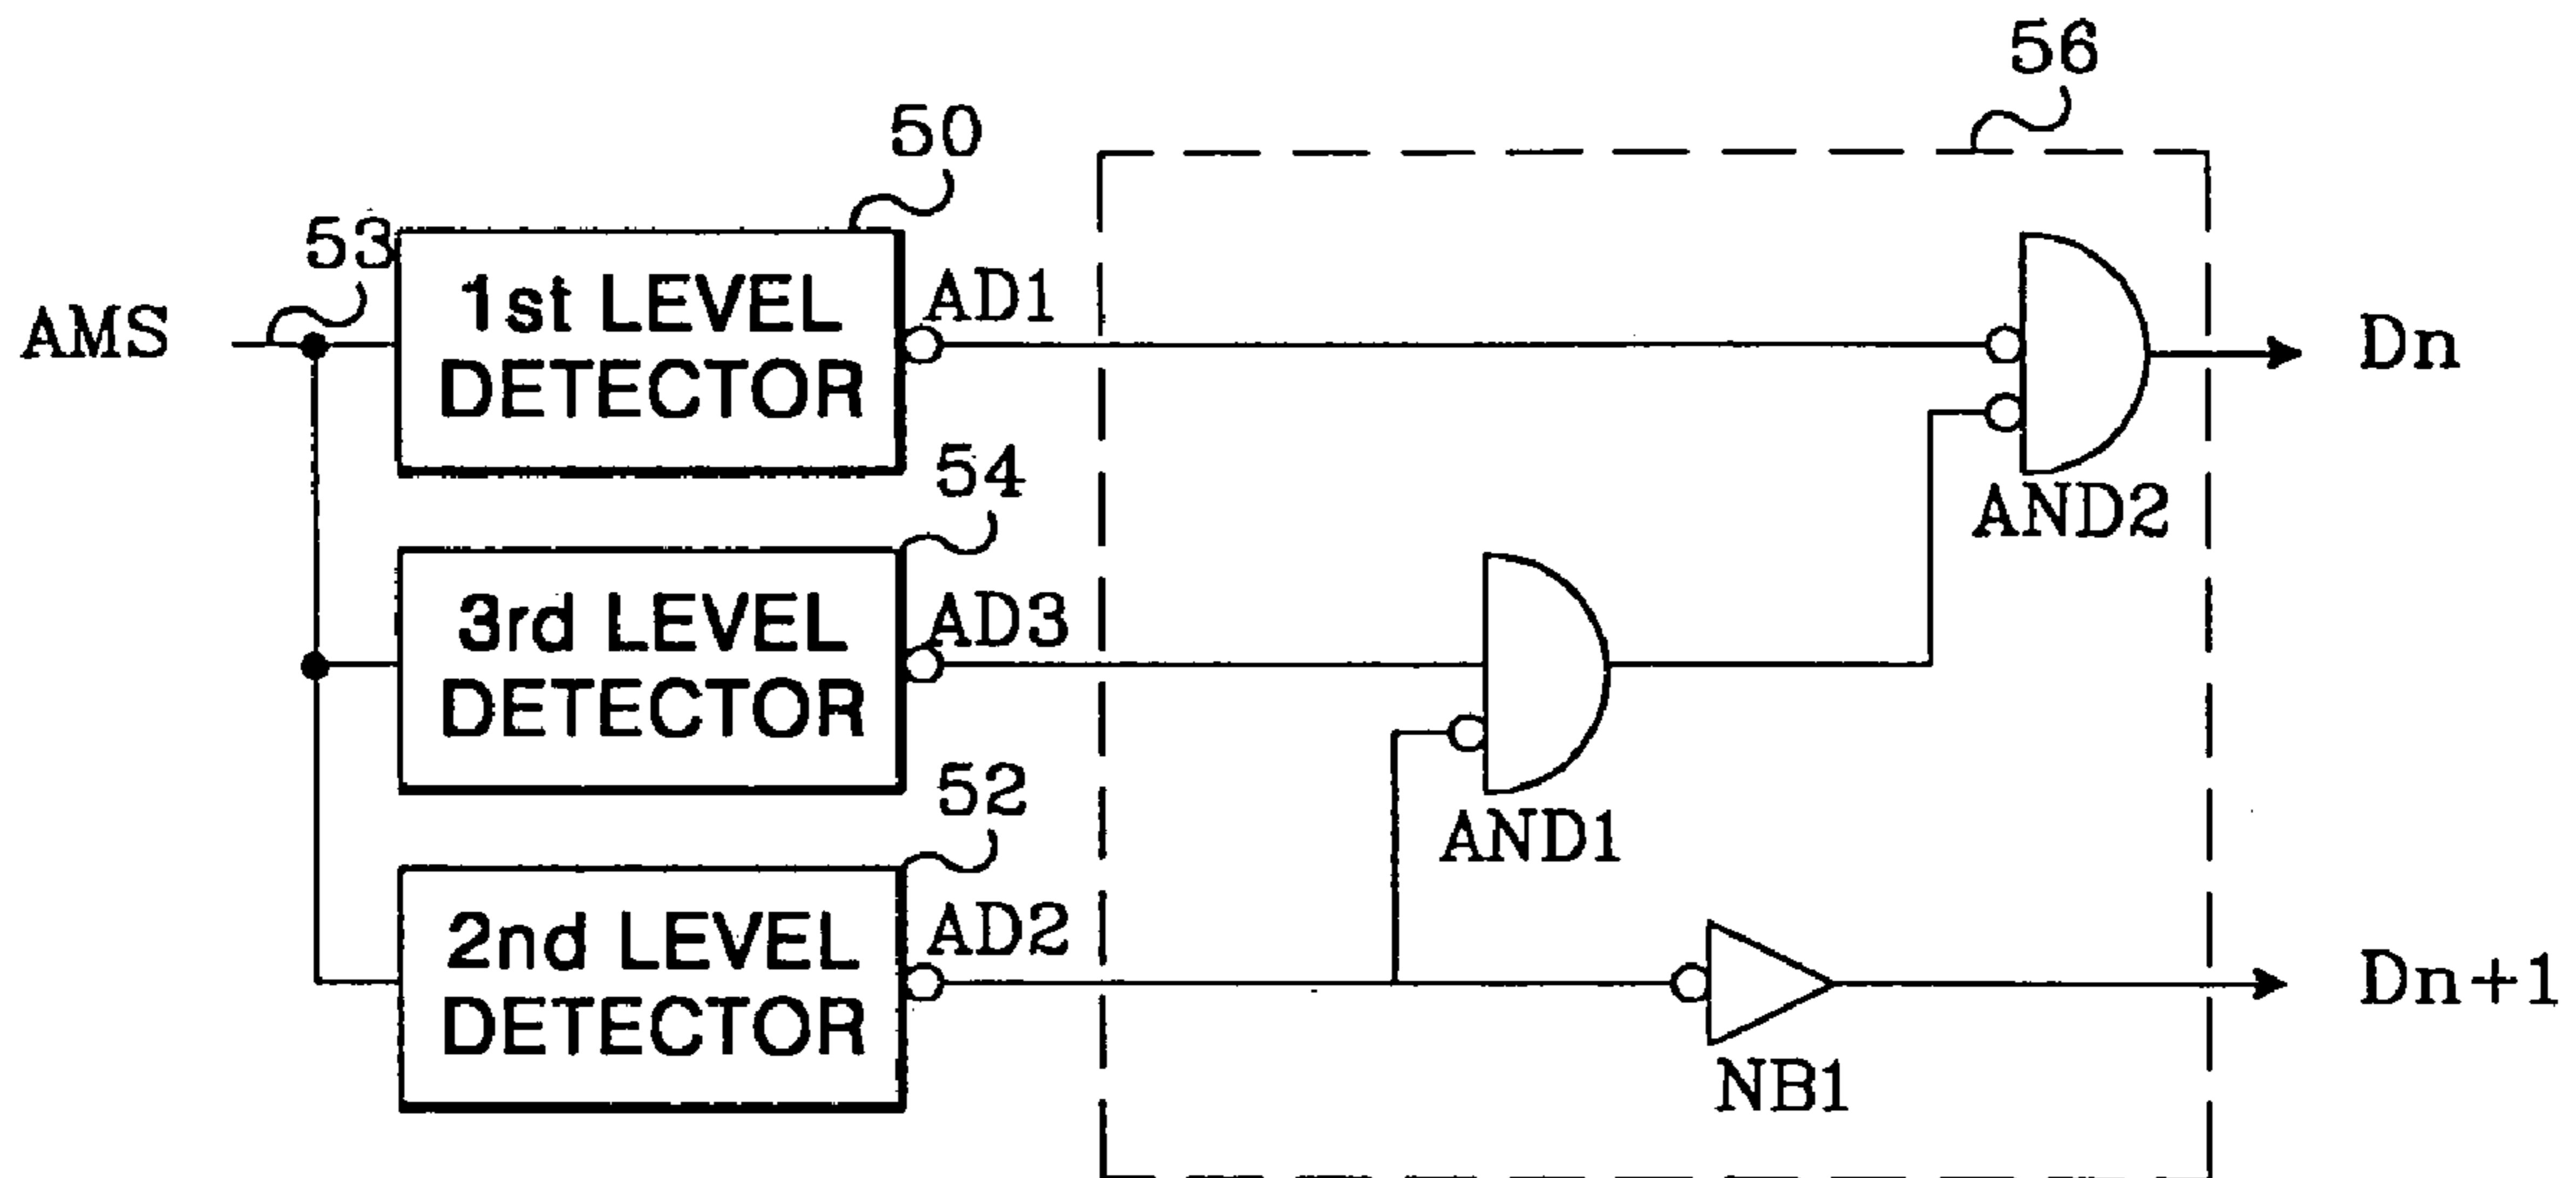 56
50
53
AMS
1st LEVEL
DETECTOR
AD1
Dn
54
AND2
3rd LEVEL
DETECTOR
AD3
52
AND1
2nd LEVEL
DETECTOR
AD2
Dn+1
NB1